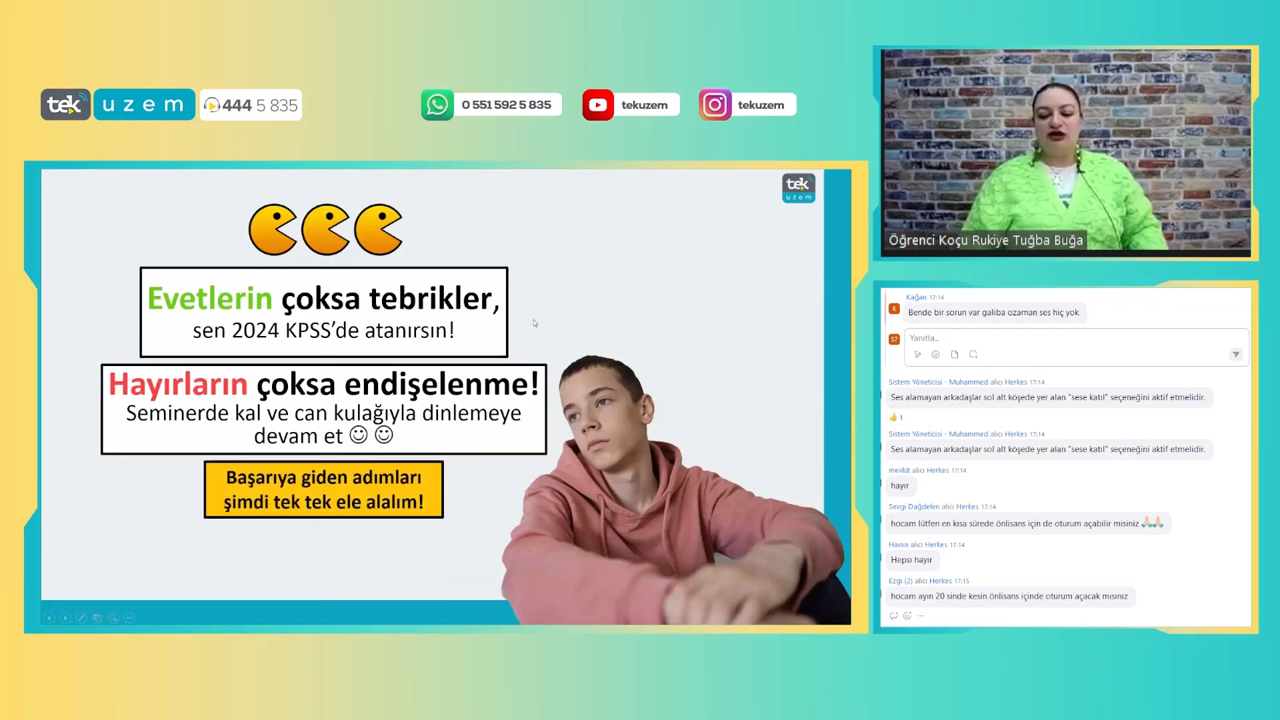 tek uzem 444 5 835
0 551 592 5 835
tekuzem
tekuzem
tek
uzem
Evetlerin çoksa tebrikler,
sen 2024 KPSS’de atanırsın!
Hayırların çoksa endişelenme!
Seminerde kal ve can kulağıyla dinlemeye
devam et ☺ ☺
Başarıya giden adımları
şimdi tek tek ele alalım!
Öğrenci Koçu Rukiye Tuğba Buğa
Kağan 17:14
K
Bende bir sorun var galiba ozaman ses hiç yok
Yanıtla...
Sistem Yöneticisi - Muhammed alıcı Herkes 17:14
Ses alamayan arkadaşlar sol alt köşede yer alan "sese katıl" seçeneğini aktif etmelidir.
👍 1
Sistem Yöneticisi - Muhammed alıcı Herkes 17:14
Ses alamayan arkadaşlar sol alt köşede yer alan "sese katıl" seçeneğini aktif etmelidir.
mevlüt alıcı Herkes 17:14
hayır
Sevgi Dağdelen alıcı Herkes 17:14
hocam lütfen en kısa sürede önlisans için de oturum açabilir misiniz 🙏🏻🙏🏻
Havva alıcı Herkes 17:14
Hepsı hayır
Ezgi (2) alıcı Herkes 17:15
hocam ayın 20 sinde kesin önlisans içinde oturum açacak mısınız